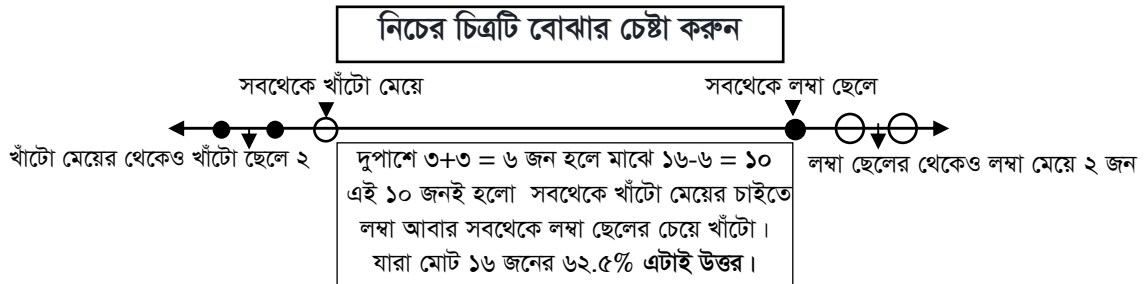 নিচের চিত্রটি বোঝার চেষ্টা করুন
সবথেকে খাঁটো মেয়ে
সবথেকে লম্বা ছেলে
খাঁটো মেয়ের থেকেও খাঁটো ছেলে ২
লম্বা ছেলের থেকেও লম্বা মেয়ে ২ জন
দুপাশে ৩+৩ = ৬ জন হলে মাঝে ১৬-৬ = ১০
এই ১০ জনই হলো সবথেকে খাঁটো মেয়ের চাইতে
লম্বা আবার সবথেকে লম্বা ছেলের চেয়ে খাঁটো।
যারা মোট ১৬ জনের ৬২.৫% এটাই উত্তর।